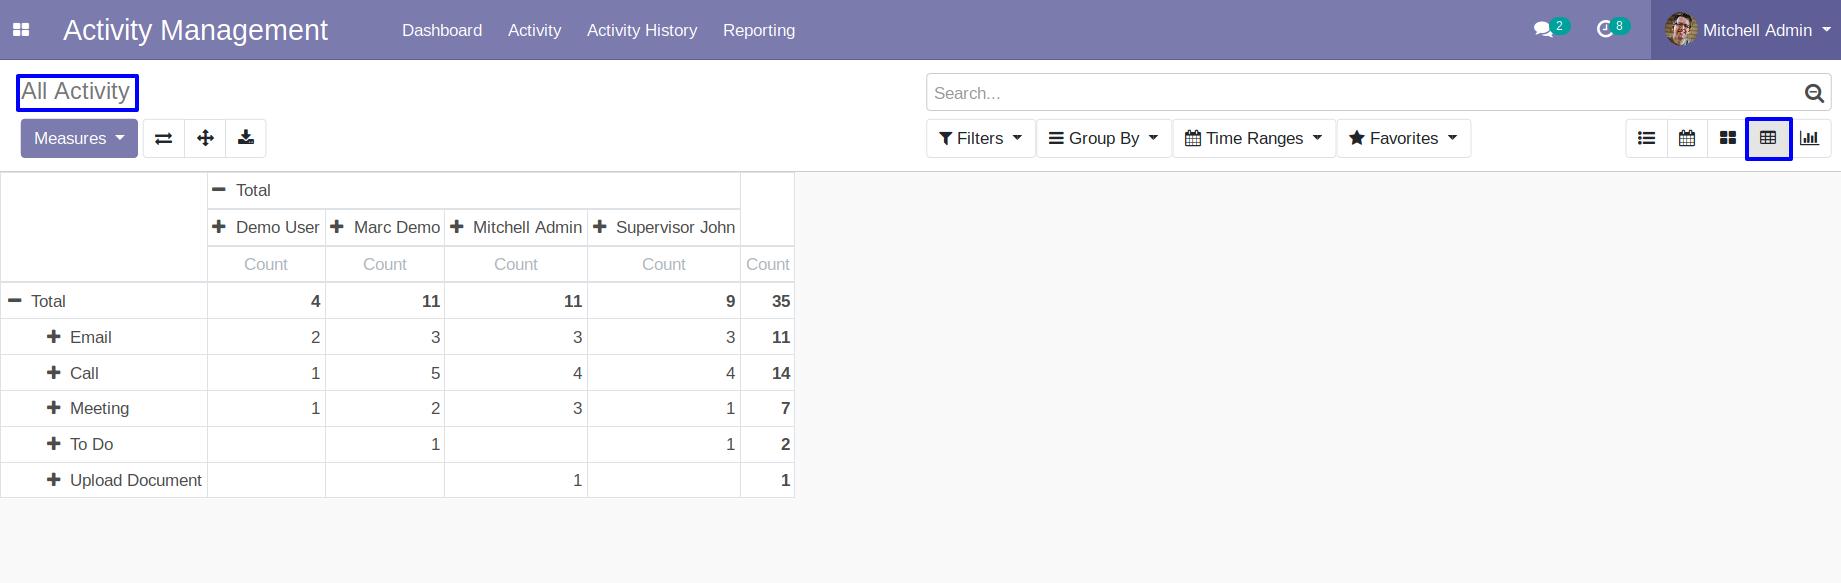 Activity Management Dashboard Activity Activity History Reporting 2 8 Mitchell Admin
All Activity Search...
Measures Filters Group By Time Ranges Favorites
Total
Demo User Marc Demo Mitchell Admin Supervisor John
Count Count Count Count Count
Total 4 11 11 9 35
Email 2 3 3 3 11
Call 1 5 4 4 14
Meeting 1 2 3 1 7
To Do 1 1 2
Upload Document 1 1